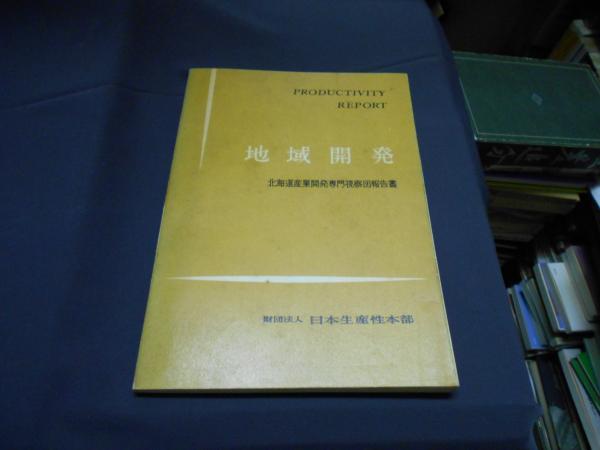 PRODUCTIVITY
REPORT
地域開発
北海道産業開発専門視察団報告書
財団法人 日本生産性本部